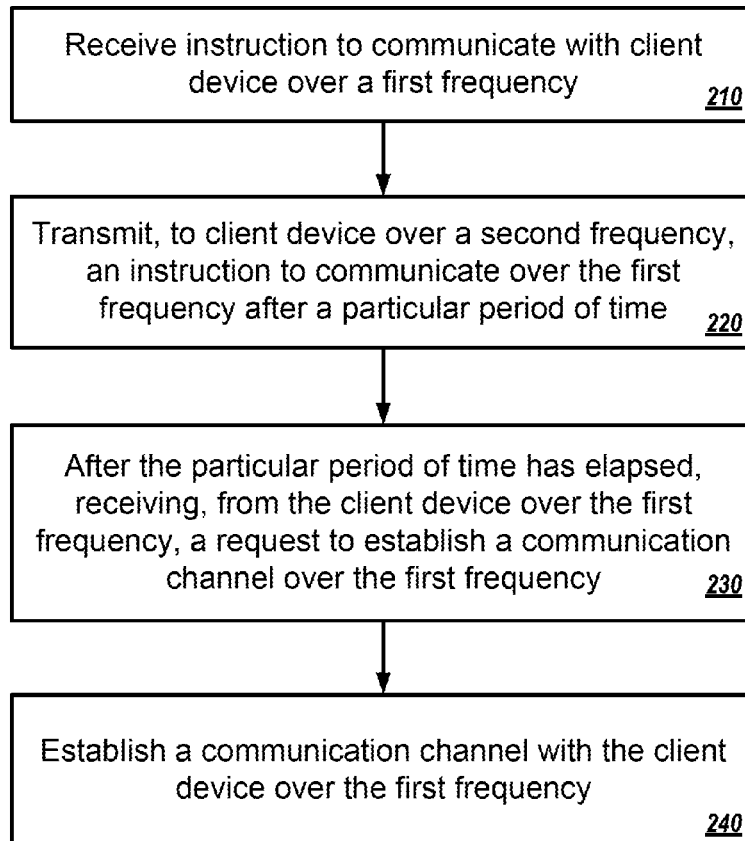 Receive instruction to communicate with client
device over a first frequency
210
Transmit, to client device over a second frequency,
an instruction to communicate over the first
frequency after a particular period of time
220
After the particular period of time has elapsed,
receiving, from the client device over the first
frequency, a request to establish a communication
channel over the first frequency
230
Establish a communication channel with the client
device over the first frequency
240